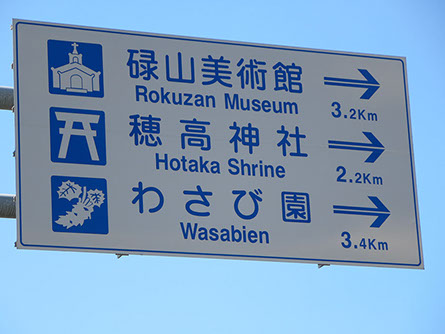 碌山美術館
Rokuzan Museum
3.2Km
穂高神社
Hotaka Shrine
2.2Km
わさび園
Wasabien
3.4Km